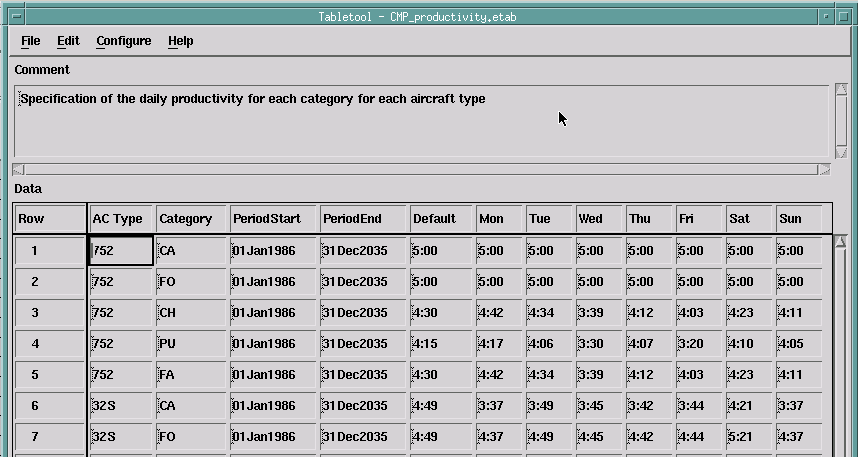 Tabletool - CMP_productivity.etab
File Edit Configure Help
Comment
Specification of the daily productivity for each category for each aircraft type
Data
Row AC Type Category PeriodStart PeriodEnd Default Mon Tue Wed Thu Fri Sat Sun
1 752 CA 01Jan1986 31Dec2035 5:00 5:00 5:00 5:00 5:00 5:00 5:00 5:00
2 752 FO 01Jan1986 31Dec2035 5:00 5:00 5:00 5:00 5:00 5:00 5:00 5:00
3 752 CH 01Jan1986 31Dec2035 4:30 4:42 4:34 3:39 4:12 4:03 4:23 4:11
4 752 PU 01Jan1986 31Dec2035 4:15 4:17 4:06 3:30 4:07 3:20 4:10 4:05
5 752 FA 01Jan1986 31Dec2035 4:30 4:42 4:34 3:39 4:12 4:03 4:23 4:11
6 32S CA 01Jan1986 31Dec2035 4:49 3:37 3:49 3:45 3:42 3:44 4:21 3:37
7 32S FO 01Jan1986 31Dec2035 4:49 4:37 4:49 4:45 4:42 4:44 5:21 4:37